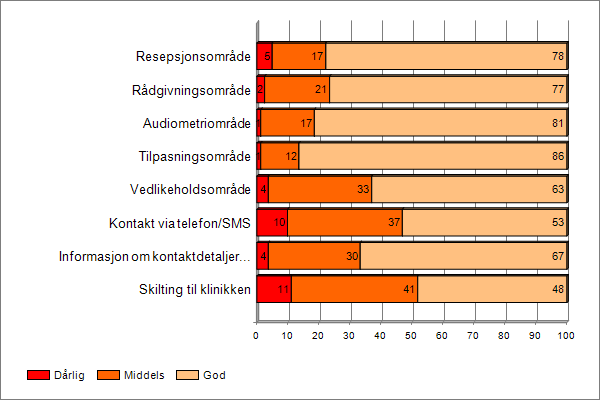 Resepsjonsområde 5 17 78
Rådgivningsområde 2 21 77
Audiometriområde 1 17 81
Tilpasningsområde 1 12 86
Vedlikeholdsområde 4 33 63
Kontakt via telefon/SMS 10 37 53
Informasjon om kontaktdetaljer... 4 30 67
Skilting til klinikken 11 41 48
0 10 20 30 40 50 60 70 80 90 100
Dårlig Middels God